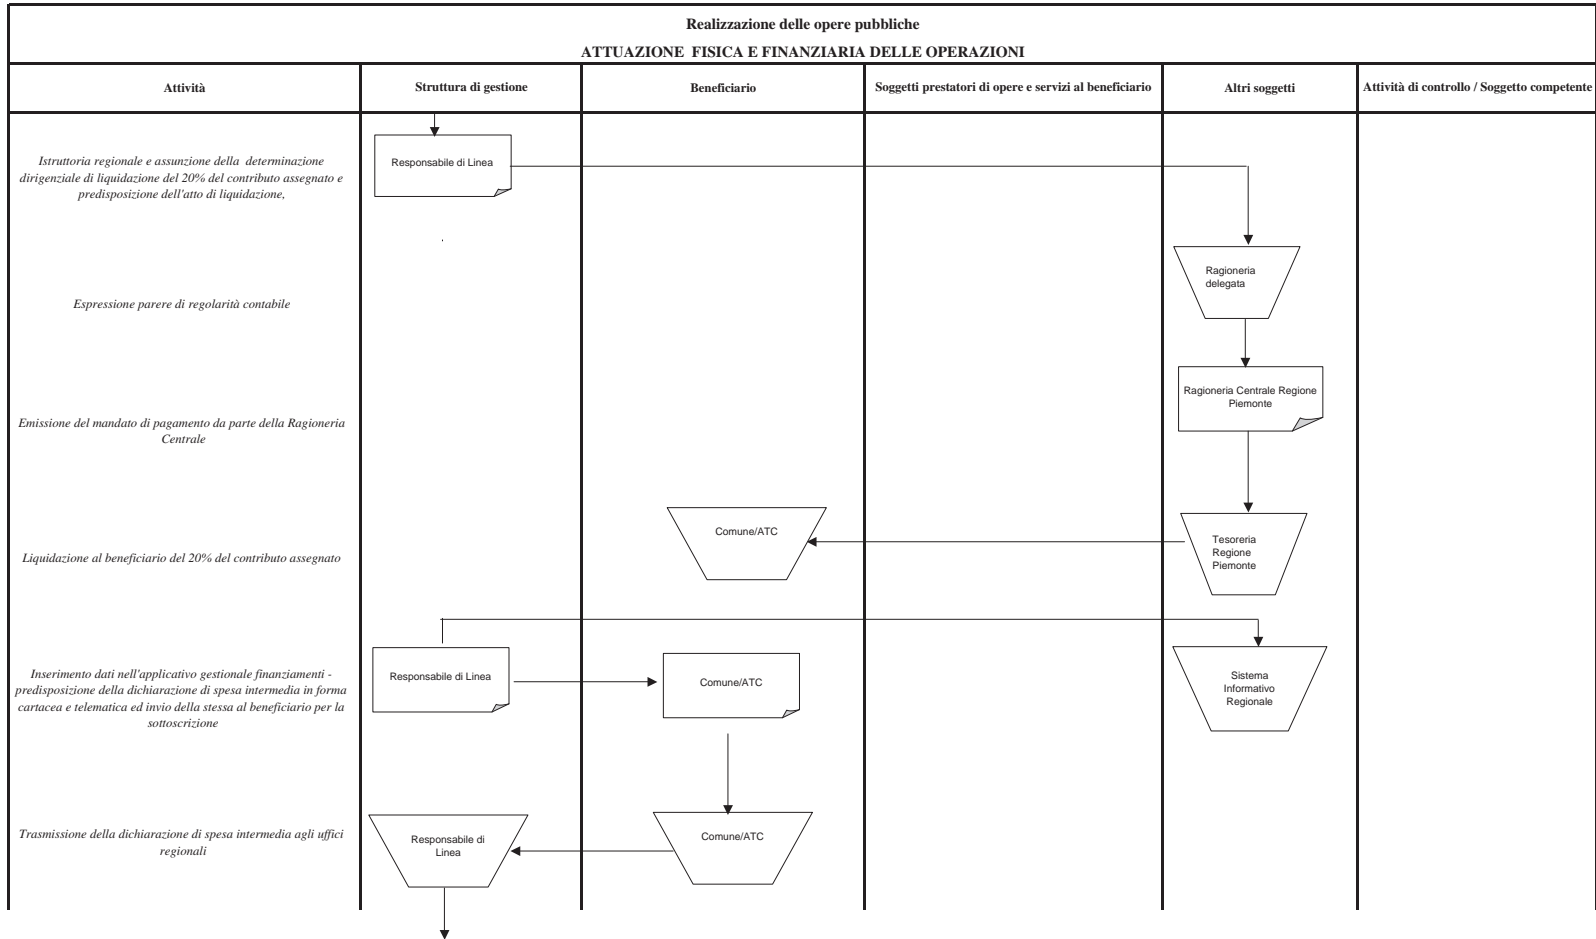 Realizzazione delle opere pubbliche
ATTUAZIONE FISICA E FINANZIARIA DELLE OPERAZIONI
Attività
Struttura di gestione
Beneficiario
Soggetti prestatori di opere e servizi al beneficiario
Altri soggetti
Attività di controllo / Soggetto competente
Istruttoria regionale e assunzione della determinazione
dirigenziale di liquidazione del 20% del contributo assegnato e
predisposizione dell'atto di liquidazione,
Responsabile di Linea
.
Espressione parere di regolarità contabile
Ragioneria
delegata
Emissione del mandato di pagamento da parte della Ragioneria
Centrale
Ragioneria Centrale Regione
Piemonte
Liquidazione al beneficiario del 20% del contributo assegnato
Comune/ATC
Tesoreria
Regione
Piemonte
Inserimento dati nell'applicativo gestionale finanziamenti -
predisposizione della dichiarazione di spesa intermedia in forma
cartacea e telematica ed invio della stessa al beneficiario per la
sottoscrizione
Responsabile di Linea
Comune/ATC
Sistema
Informativo
Regionale
Trasmissione della dichiarazione di spesa intermedia agli uffici
regionali
Responsabile di
Linea
Comune/ATC